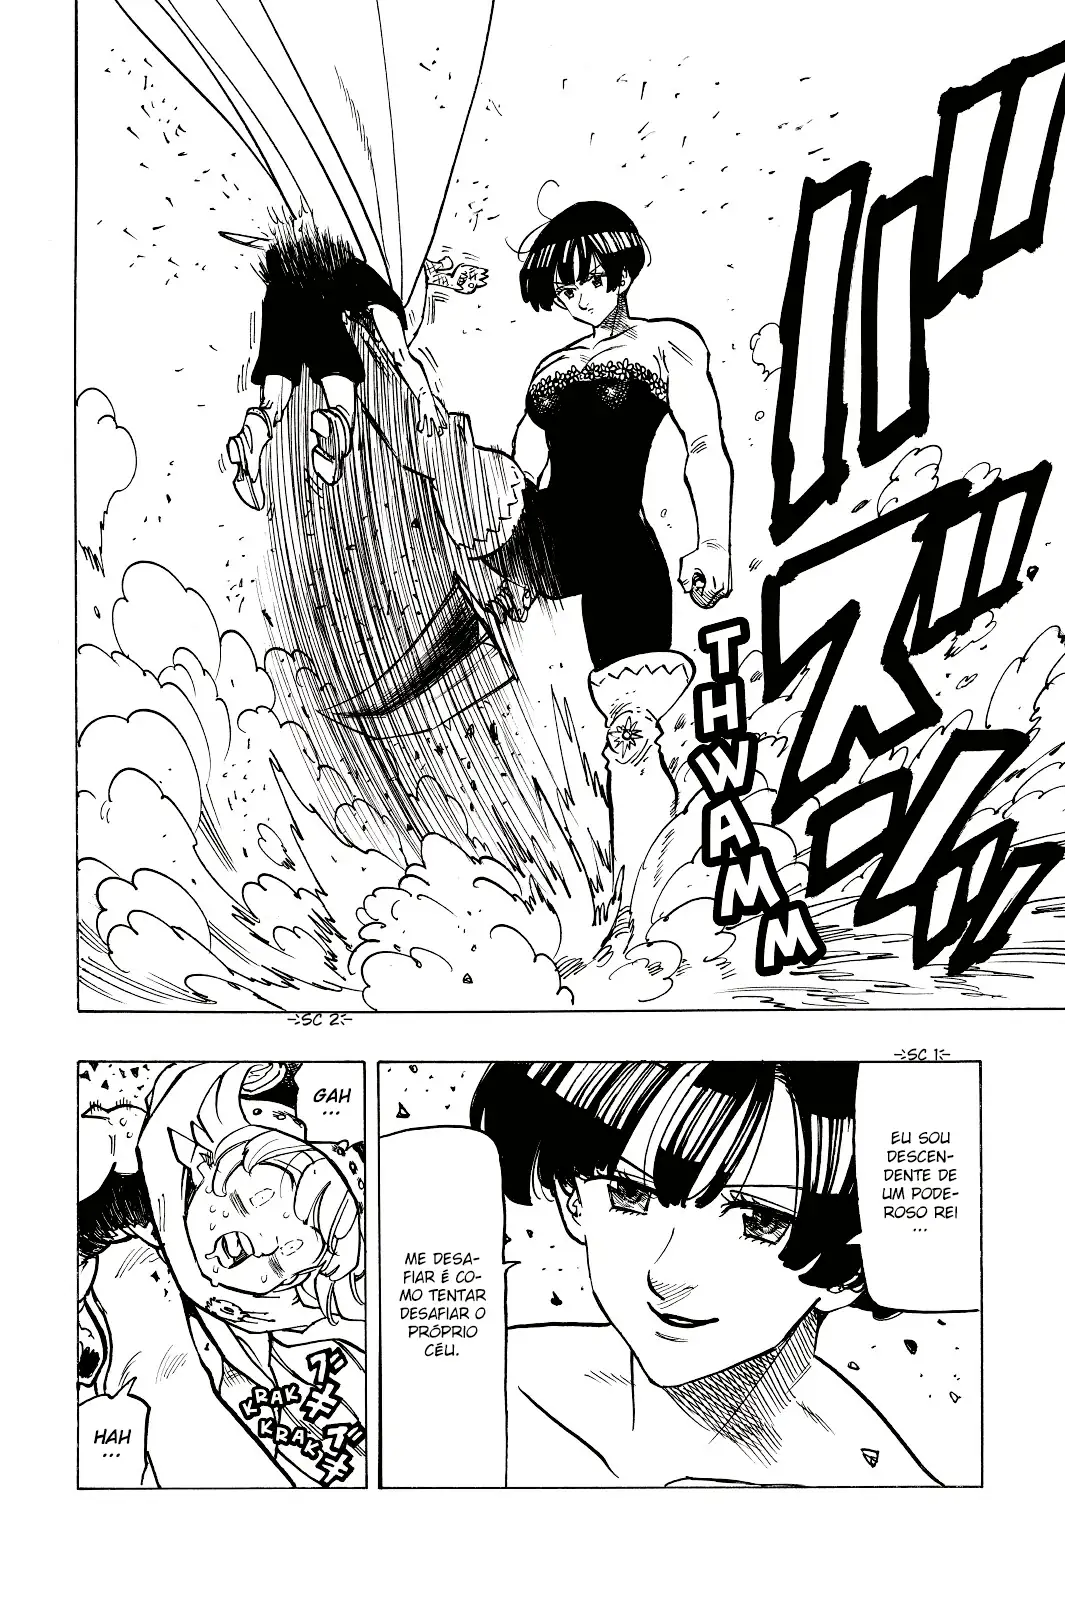 ズズン
THWAMM
SC 2
SC 1
EU SOU
DESCEN-
DENTE DE
UM PODE-
ROSO REI
...
ME DESA-
FIAR É CO-
MO TENTAR
DESAFIAR O
PRÓPRIO
CÉU.
GAH
...
ブキ
ブキ
KRAK
KRAK
HAH
...